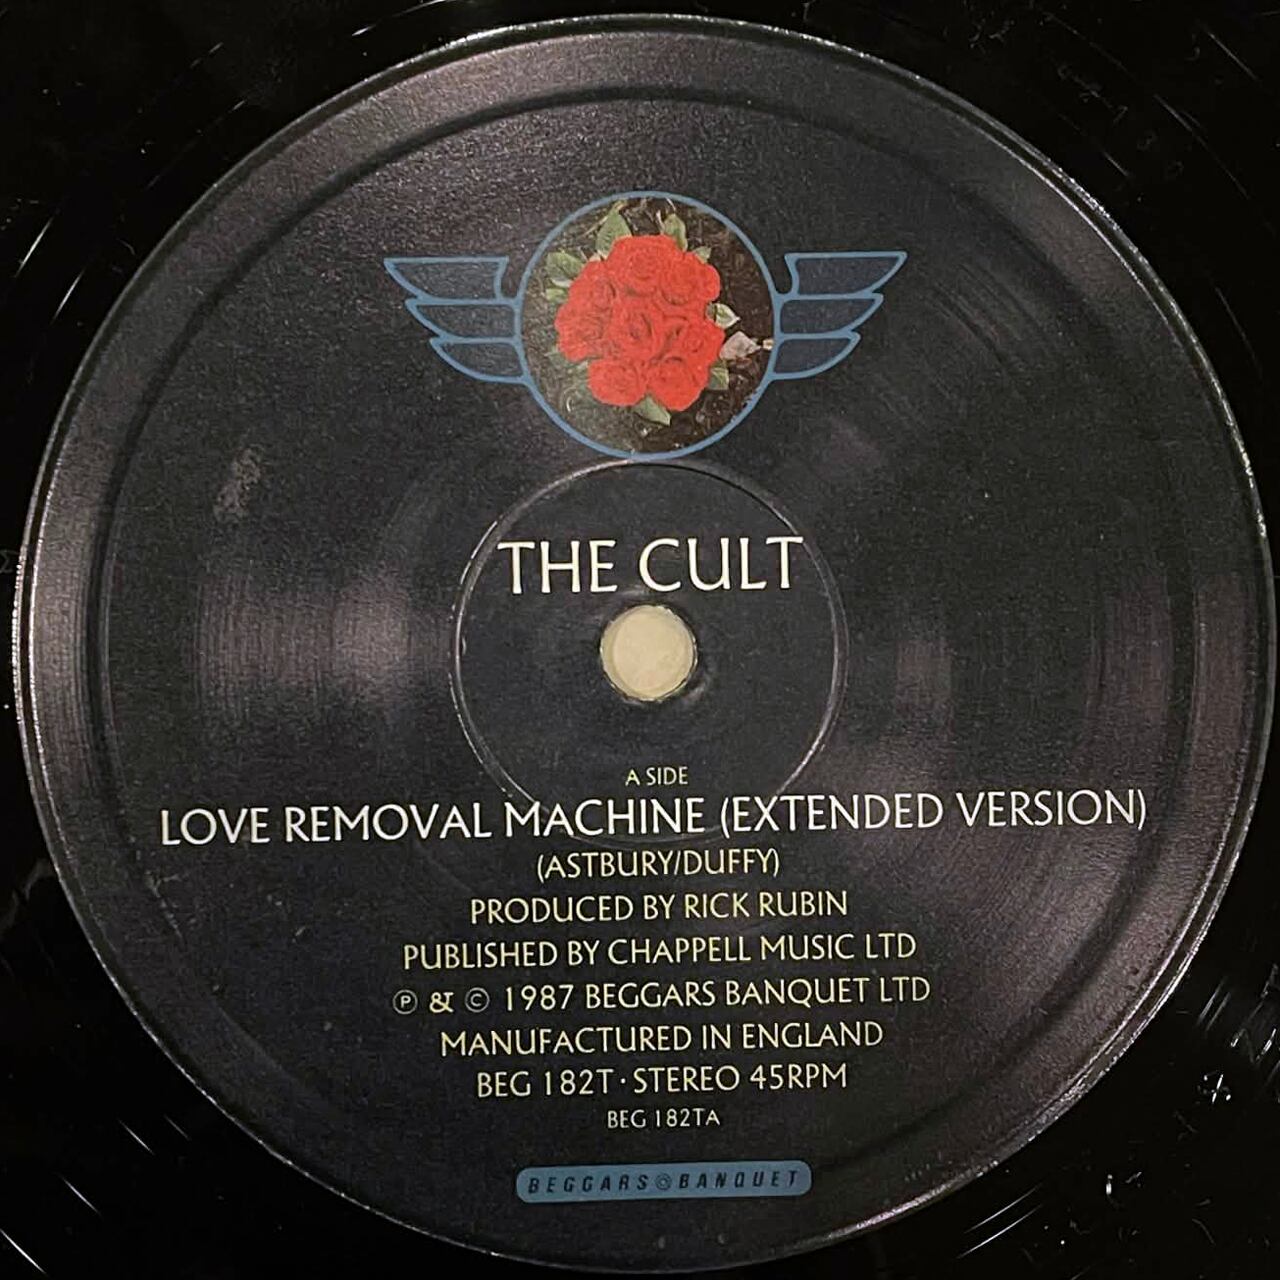 THE CULT
A SIDE
LOVE REMOVAL MACHINE (EXTENDED VERSION)
(ASTBURY/DUFFY)
PRODUCED BY RICK RUBIN
PUBLISHED BY CHAPPELL MUSIC LTD
℗ & © 1987 BEGGARS BANQUET LTD
MANUFACTURED IN ENGLAND
BEG 182T · STEREO 45RPM
BEG 182TA
BEGGARS BANQUET